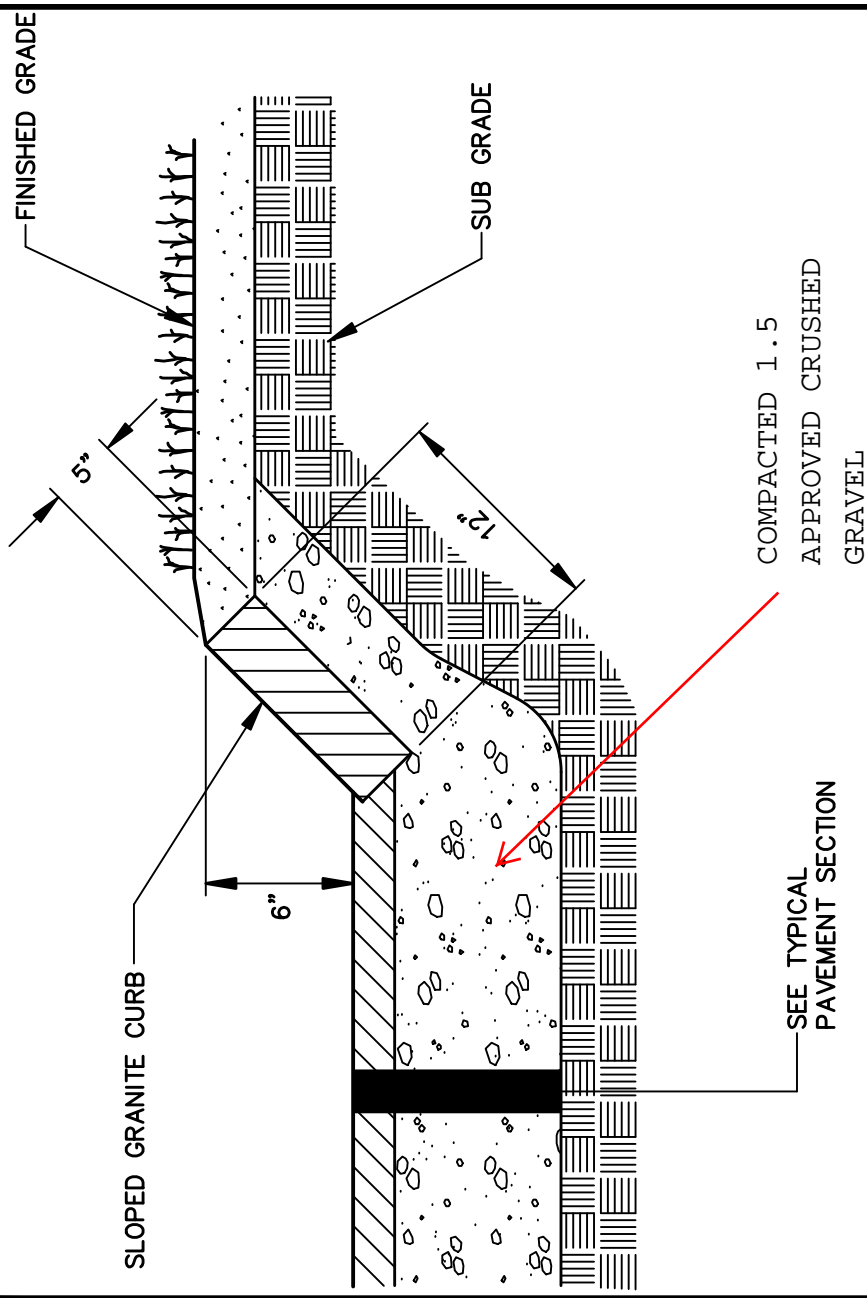 FINISHED GRADE
5"
SUB GRADE
12"
SLOPED GRANITE CURB
6"
COMPACTED 1.5
APPROVED CRUSHED
GRAVEL
SEE TYPICAL
PAVEMENT SECTION